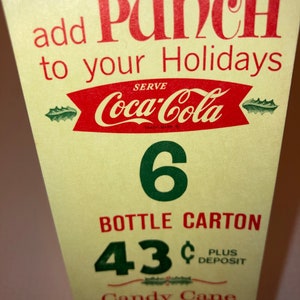 add PUnCH
to your Holidays
SERVE
Coca-Cola
6
BOTTLE CARTON
43¢ PLUS
DEPOSIT
Candy Cane